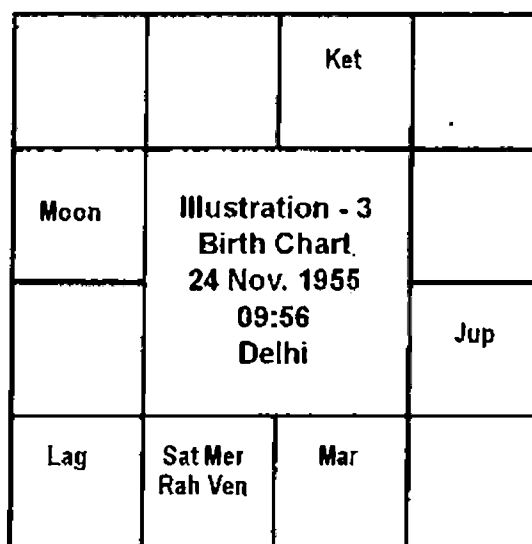 Ket
Moon
Illustration - 3
Birth Chart
24 Nov. 1955
09:56
Delhi
Jup
Lag
Sat Mer
Rah Ven
Mar